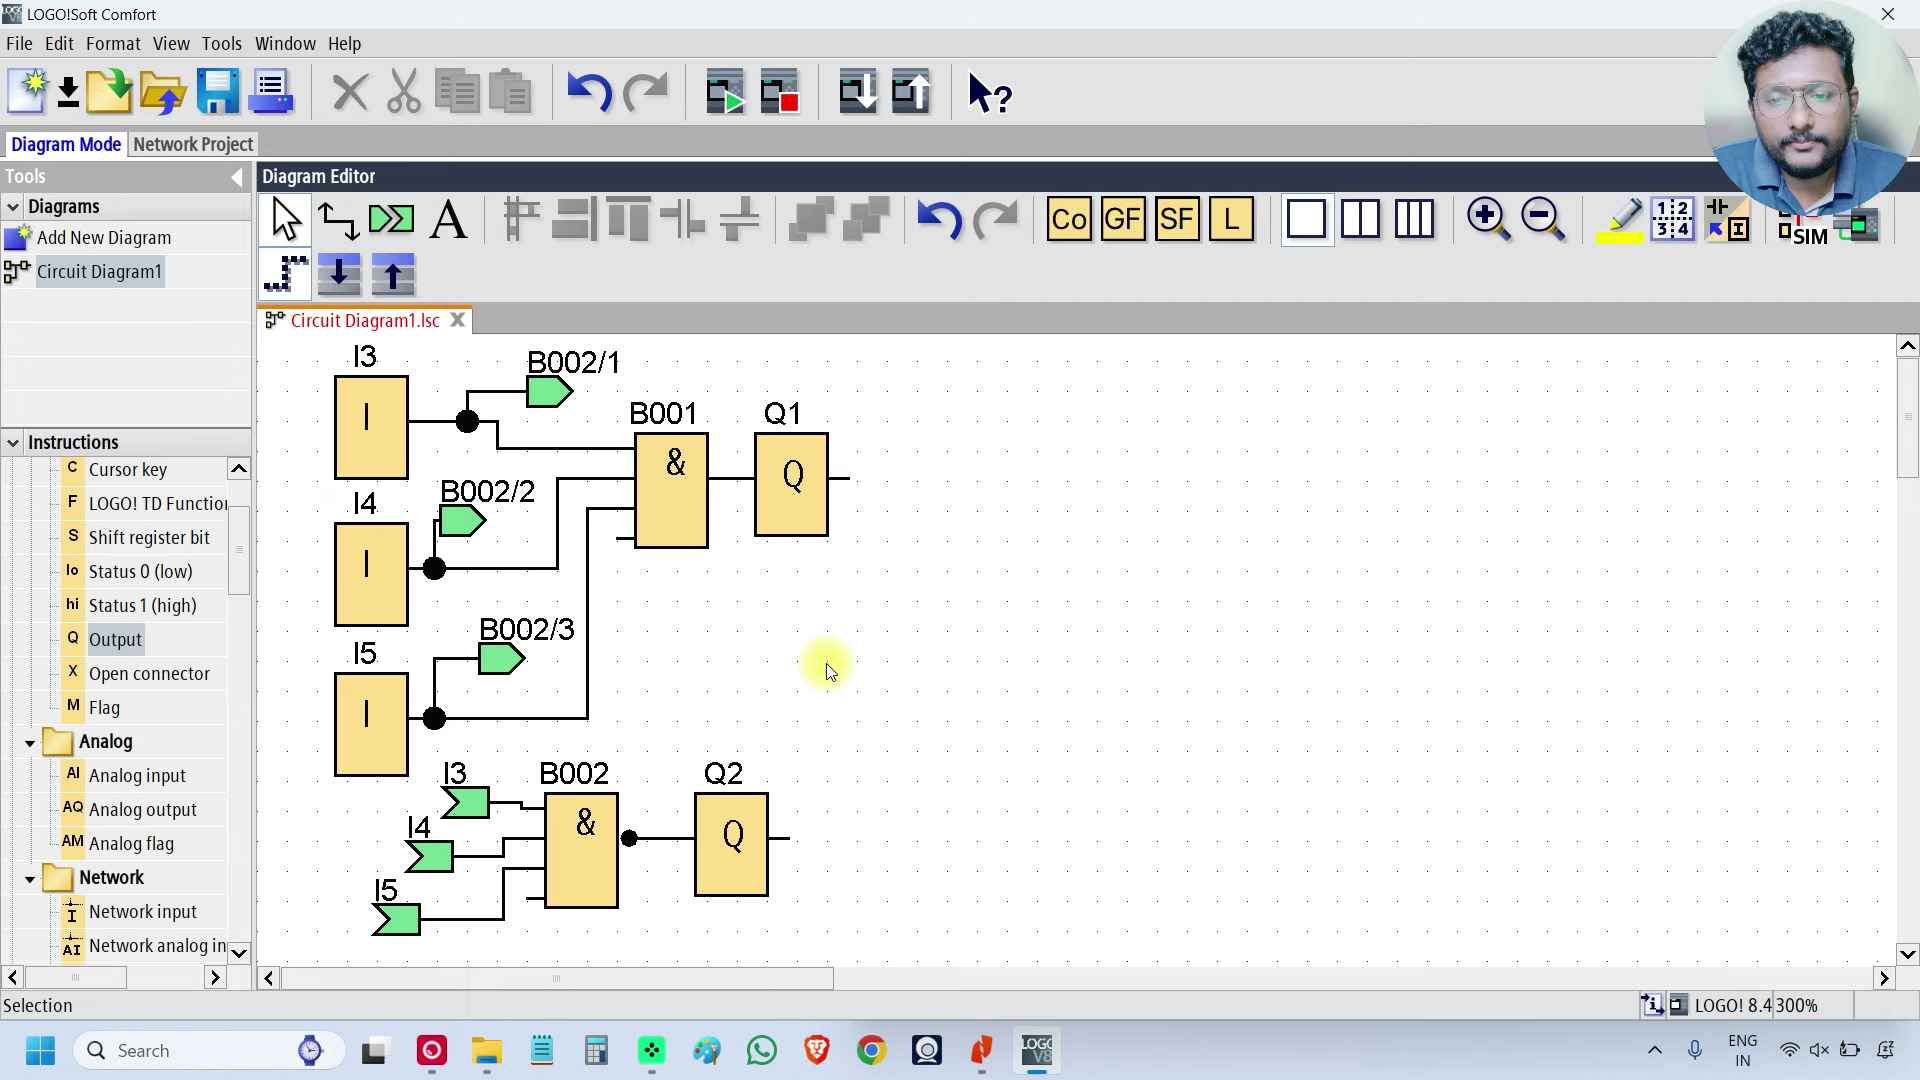 LOGO!Soft Comfort
File Edit Format View Tools Window Help
Diagram Mode Network Project
Tools
Diagram Editor
Diagrams
Add New Diagram
Circuit Diagram1
A
Co GF SF L
1 2
3 4
SIM
Circuit Diagram1.lsc
Instructions
C Cursor key
F LOGO! TD Function
S Shift register bit
lo Status 0 (low)
hi Status 1 (high)
Q Output
X Open connector
M Flag
Analog
AI Analog input
AQ Analog output
AM Analog flag
Network
I Network input
AI Network analog in
I3
B002/1
I
B001
Q1
&
Q
B002/2
I4
I
B002/3
I5
I
I3
B002
Q2
&
Q
I4
I5
Selection
LOGO! 8.4 300%
Search
LOGO
V8
ENG
IN